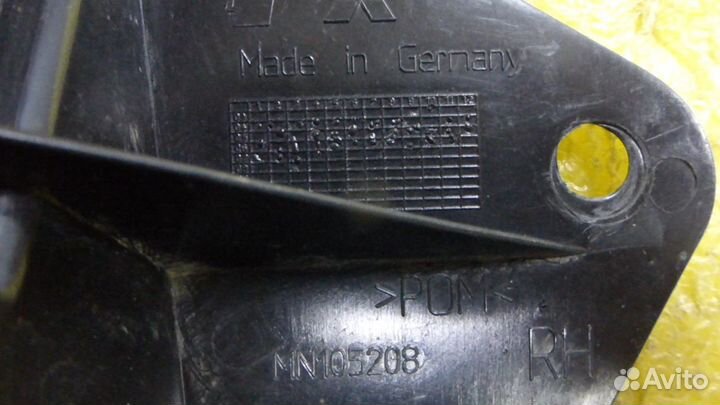 Made in Germany
>POM<
MN105208
RH
Avito